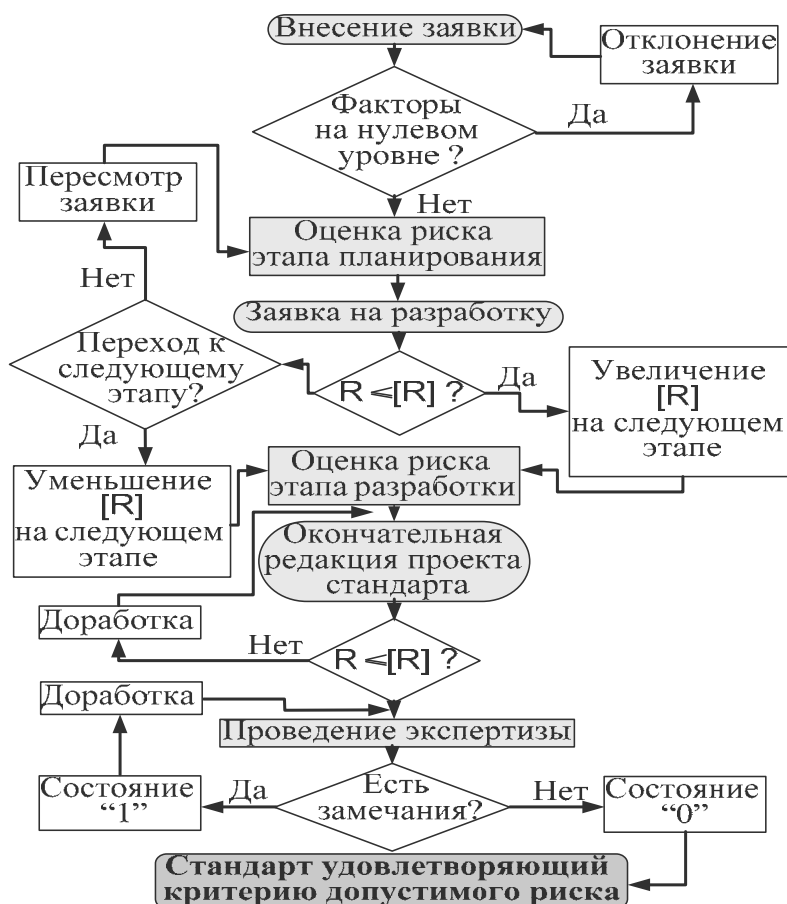 Внесение заявки
Отклонение
заявки
Факторы
на нулевом
уровне ?
Да
Нет
Пересмотр
заявки
Оценка риска
этапа планирования
Нет
Заявка на разработку
Переход к
следующему
этапу?
R ⩽[R] ?
Да
Увеличение
[R]
на следующем
этапе
Да
Уменьшение
[R]
на следующем
этапе
Оценка риска
этапа разработки
Окончательная
редакция проекта
стандарта
Доработка
Нет
R ⩽[R] ?
Доработка
Проведение экспертизы
Состояние
“1”
Да
Есть
замечания?
Нет
Состояние
“0”
Стандарт удовлетворяющий
критерию допустимого риска